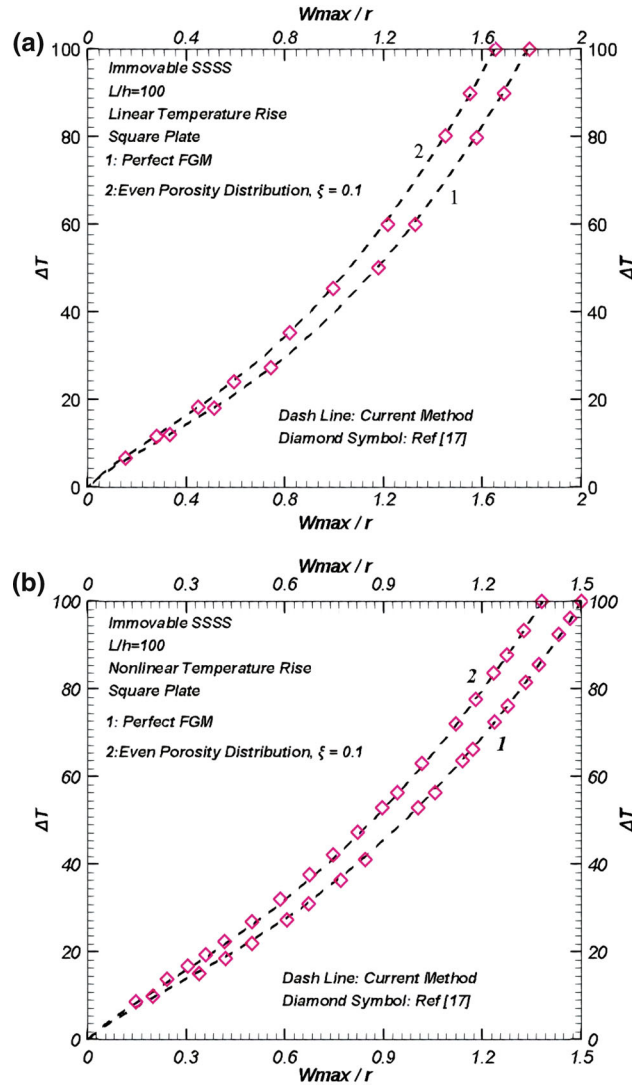 (a)
Wmax / r
0 0.4 0.8 1.2 1.6 2
100 100
Immovable SSSS
L/h=100
Linear Temperature Rise
Square Plate
1: Perfect FGM
2:Even Porosity Distribution, ξ = 0.1
2
1
80 80
60 60
ΔT ΔT
40 40
20 20
Dash Line: Current Method
Diamond Symbol: Ref [17]
0 0
0 0.4 0.8 1.2 1.6 2
Wmax / r
(b)
Wmax / r
0 0.3 0.6 0.9 1.2 1.5
100 100
Immovable SSSS
L/h=100
Nonlinear Temperature Rise
Square Plate
1: Perfect FGM
2:Even Porosity Distribution, ξ = 0.1
2
1
80 80
60 60
ΔT ΔT
40 40
20 20
Dash Line: Current Method
Diamond Symbol: Ref [17]
0 0
0 0.3 0.6 0.9 1.2 1.5
Wmax / r